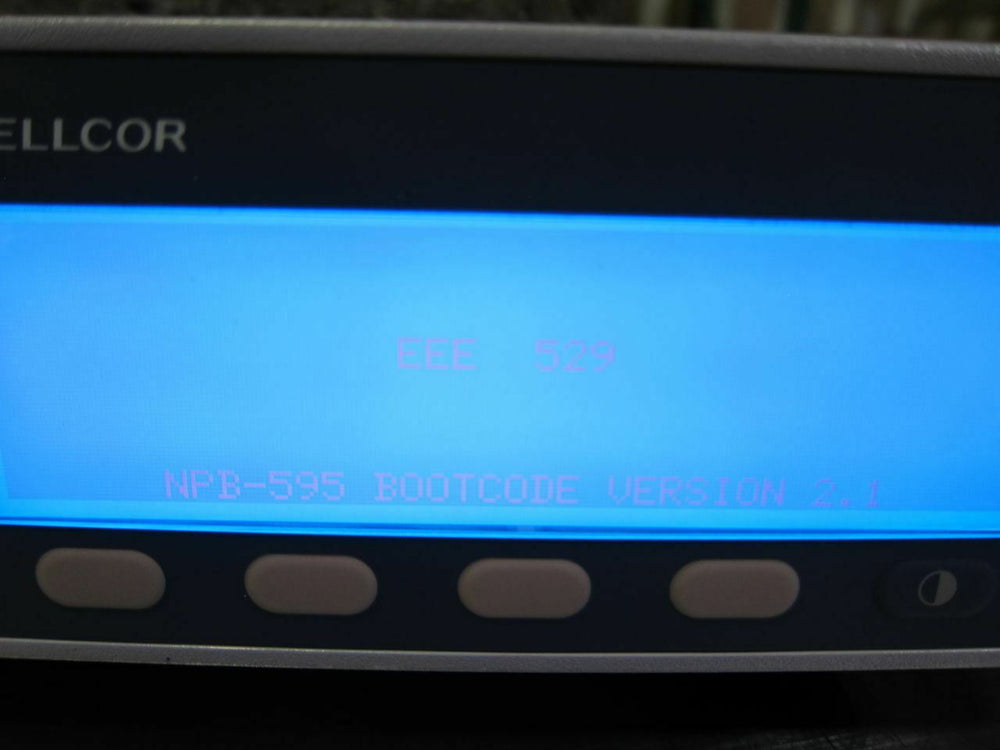 ELLCOR
EEE 529
NPB-595 BOOTCODE VERSION 2.1